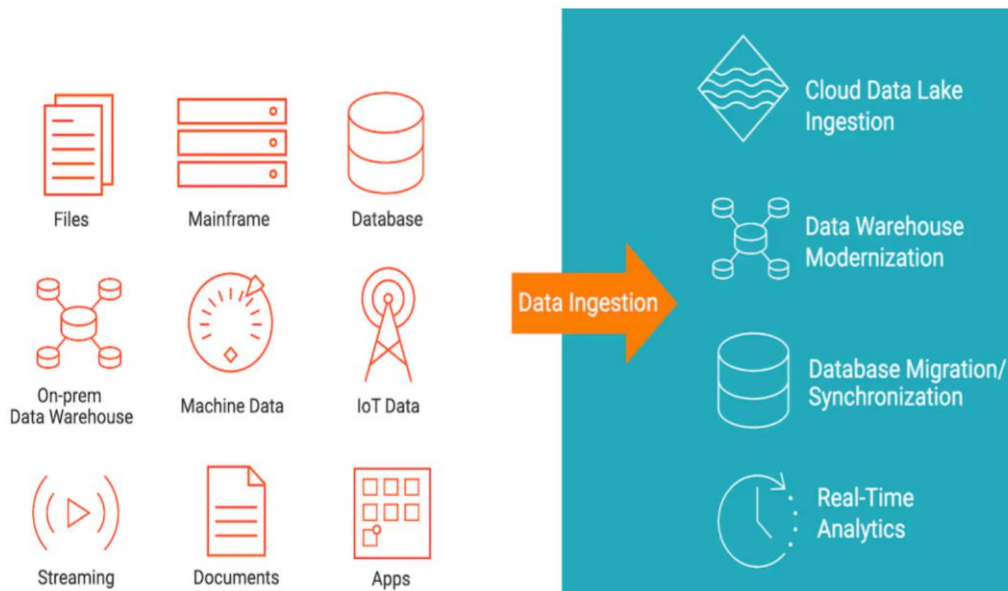 Files
Mainframe
Database
On-prem
Data Warehouse
Machine Data
IoT Data
Streaming
Documents
Apps
Data Ingestion
Cloud Data Lake
Ingestion
Data Warehouse
Modernization
Database Migration/
Synchronization
Real-Time
Analytics